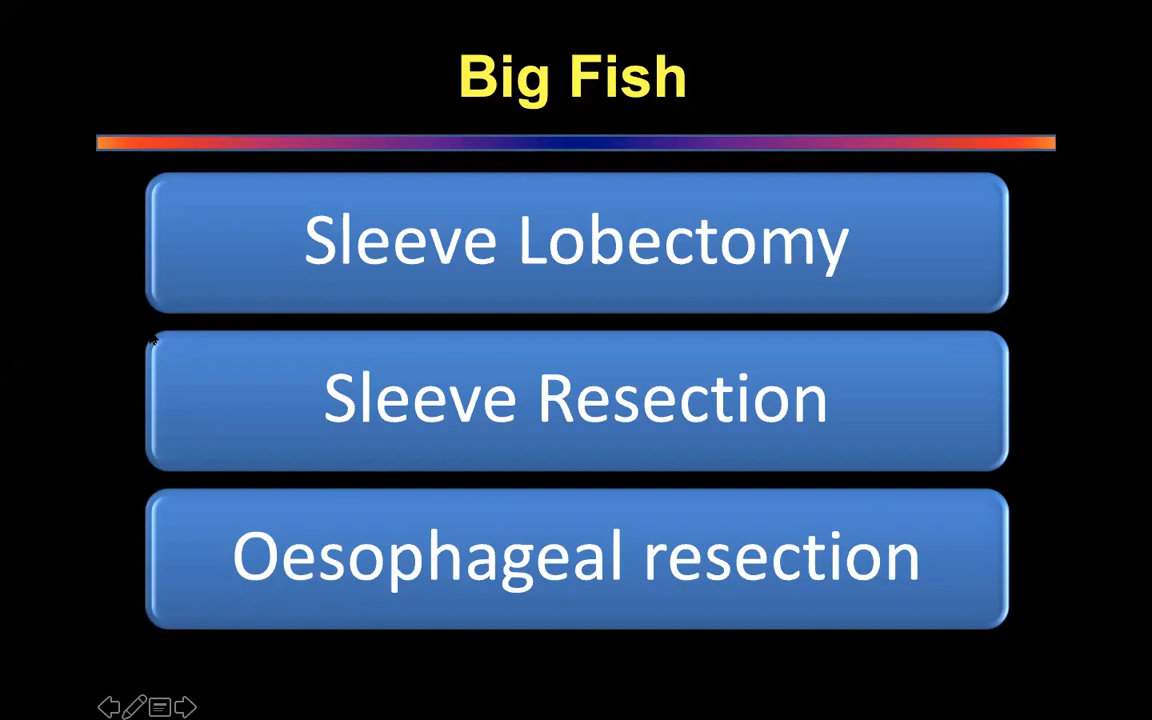 Big Fish
Sleeve Lobectomy
Sleeve Resection
Oesophageal resection